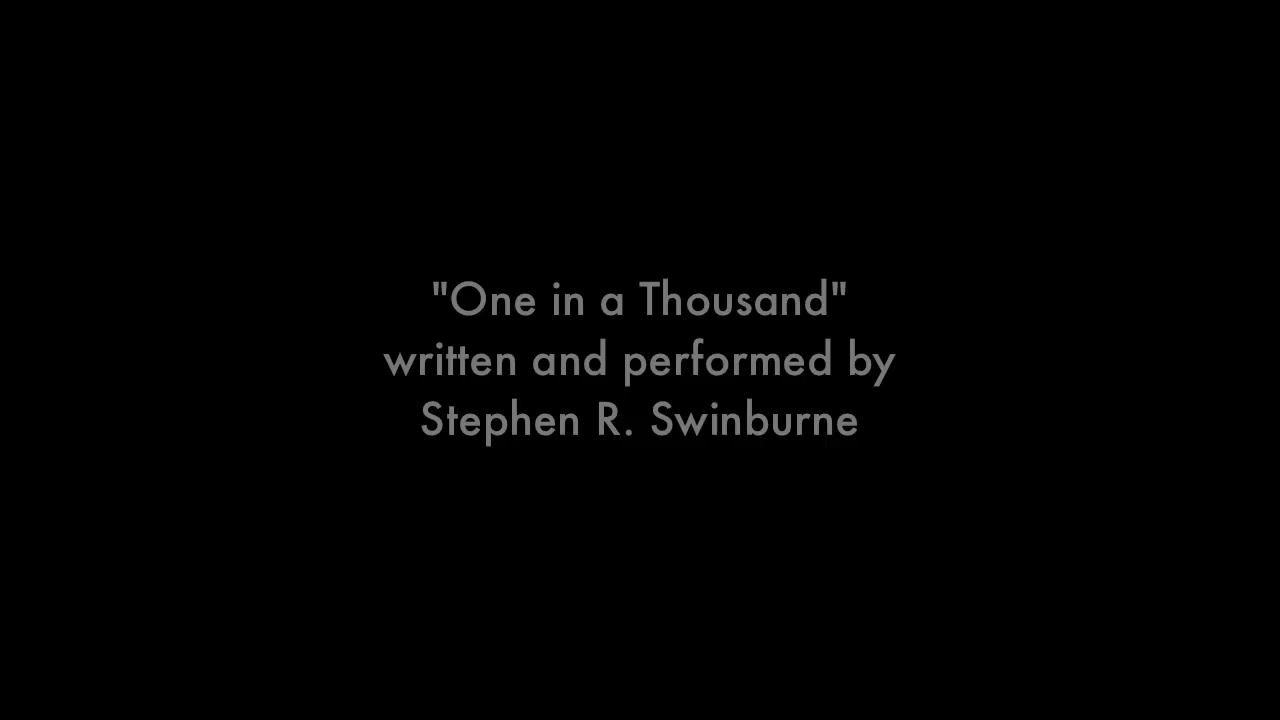 "One in a Thousand"
written and performed by
Stephen R. Swinburne